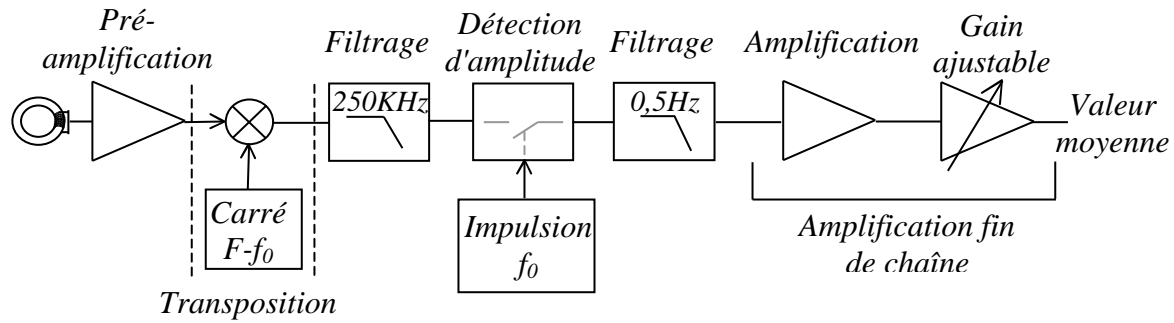 Pré-
amplification
Filtrage
Détection
d'amplitude
Filtrage
Amplification
Gain
ajustable
250KHz
0,5Hz
Valeur
moyenne
Carré
F-f0
Impulsion
f0
Amplification fin
de chaîne
Transposition